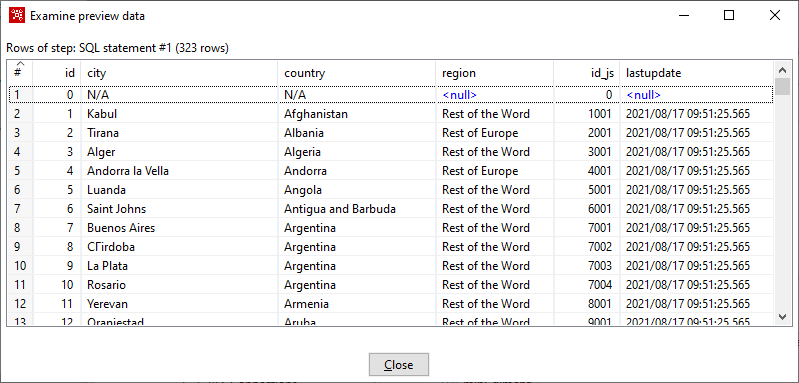 Examine preview data
Rows of step: SQL statement #1 (323 rows)
# id city country region id_js lastupdate
1 0 N/A N/A <null> 0 <null>
2 1 Kabul Afghanistan Rest of the Word 1001 2021/08/17 09:51:25.565
3 2 Tirana Albania Rest of Europe 2001 2021/08/17 09:51:25.565
4 3 Alger Algeria Rest of the Word 3001 2021/08/17 09:51:25.565
5 4 Andorra la Vella Andorra Rest of Europe 4001 2021/08/17 09:51:25.565
6 5 Luanda Angola Rest of the Word 5001 2021/08/17 09:51:25.565
7 6 Saint Johns Antigua and Barbuda Rest of the Word 6001 2021/08/17 09:51:25.565
8 7 Buenos Aires Argentina Rest of the Word 7001 2021/08/17 09:51:25.565
9 8 CГіrdoba Argentina Rest of the Word 7002 2021/08/17 09:51:25.565
10 9 La Plata Argentina Rest of the Word 7003 2021/08/17 09:51:25.565
11 10 Rosario Argentina Rest of the Word 7004 2021/08/17 09:51:25.565
12 11 Yerevan Armenia Rest of the Word 8001 2021/08/17 09:51:25.565
13 12 Oranjestad Aruba Rest of the Word 9001 2021/08/17 09:51:25.565
Close